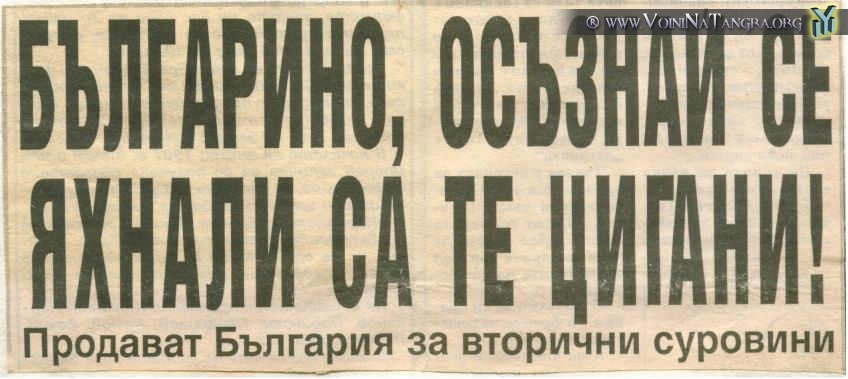 ® www.VoiniNaTangra.org
БЪЛГАРИНО, ОСЪЗНАЙ СЕ
ЯХНАЛИ СА ТЕ ЦИГАНИ!
Продават България за вторични суровини